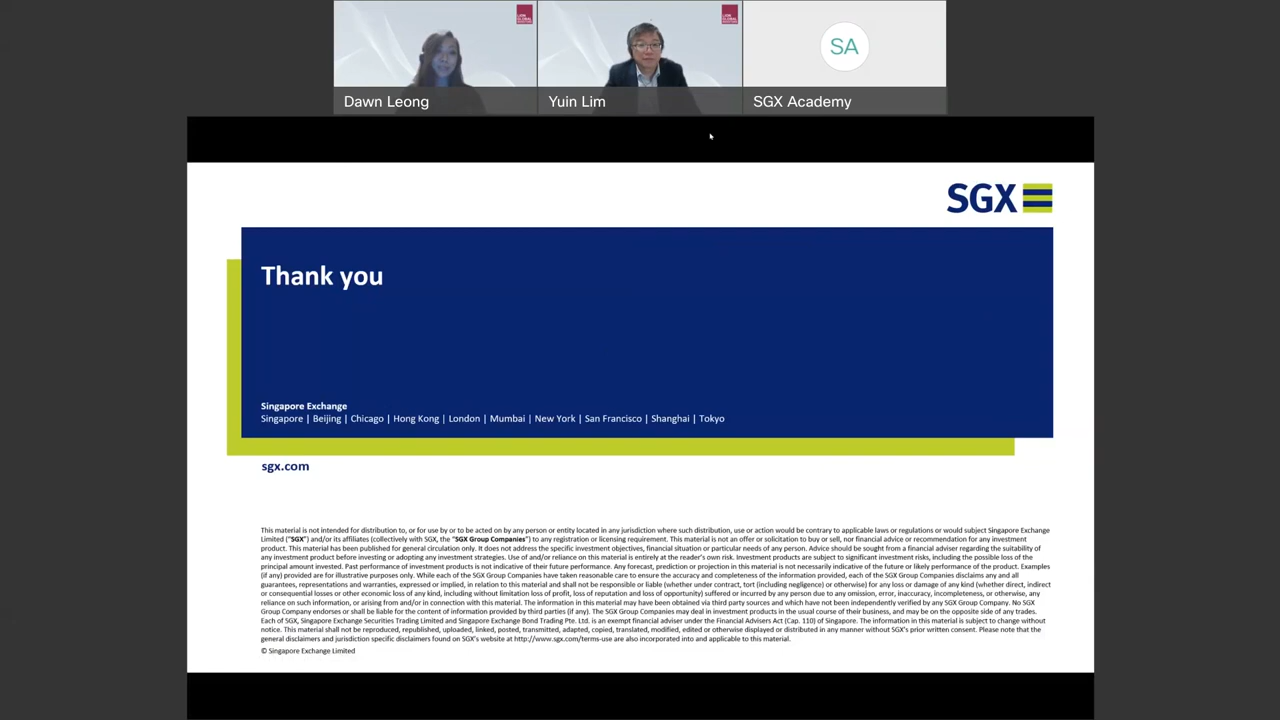 LION GLOBAL INVESTORS
LION GLOBAL INVESTORS
SA
Dawn Leong
Yuin Lim
SGX Academy
SGX
Thank you
Singapore Exchange
Singapore | Beijing | Chicago | Hong Kong | London | Mumbai | New York | San Francisco | Shanghai | Tokyo
sgx.com
This material is not intended for distribution to, or for use by or to be acted on by any person or entity located in any jurisdiction where such distribution, use or action would be contrary to applicable laws or regulations or would subject Singapore Exchange
Limited ("SGX") and/or its affiliates (collectively with SGX, the "SGX Group Companies") to any registration or licensing requirement. This material is not an offer or solicitation to buy or sell, nor financial advice or recommendation for any investment
product. This material has been published for general circulation only. It does not address the specific investment objectives, financial situation or particular needs of any person. Advice should be sought from a financial adviser regarding the suitability of
any investment product before investing or adopting any investment strategies. Use of and/or reliance on this material is entirely at the reader's own risk. Investment products are subject to significant investment risks, including the possible loss of the
principal amount invested. Past performance of investment products is not indicative of their future performance. Any forecast, prediction or projection in this material is not necessarily indicative of the future or likely performance of the product. Examples
(if any) provided are for illustrative purposes only. While each of the SGX Group Companies have taken reasonable care to ensure the accuracy and completeness of the information provided, each of the SGX Group Companies disclaims any and all
guarantees, representations and warranties, expressed or implied, in relation to this material and shall not be responsible or liable (whether under contract, tort (including negligence) or otherwise) for any loss or damage of any kind (whether direct, indirect
or consequential losses or other economic loss of any kind, including without limitation loss of profit, loss of reputation and loss of opportunity) suffered or incurred by any person due to any omission, error, inaccuracy, incompleteness, or otherwise, any
reliance on such information, or arising from and/or in connection with this material. The information in this material may have been obtained via third party sources and which have not been independently verified by any SGX Group Company. No SGX
Group Company endorses or shall be liable for the content of information provided by third parties (if any). The SGX Group Companies may deal in investment products in the usual course of their business, and may be on the opposite side of any trades.
Each of SGX, Singapore Exchange Securities Trading Limited and Singapore Exchange Bond Trading Pte. Ltd. is an exempt financial adviser under the Financial Advisers Act (Cap. 110) of Singapore. The information in this material is subject to change without
notice. This material shall not be reproduced, republished, uploaded, linked, posted, transmitted, adapted, copied, translated, modified, edited or otherwise displayed or distributed in any manner without SGX's prior written consent. Please note that the
general disclaimers and jurisdiction specific disclaimers found on SGX's website at http://www.sgx.com/terms-use are also incorporated into and applicable to this material.
© Singapore Exchange Limited